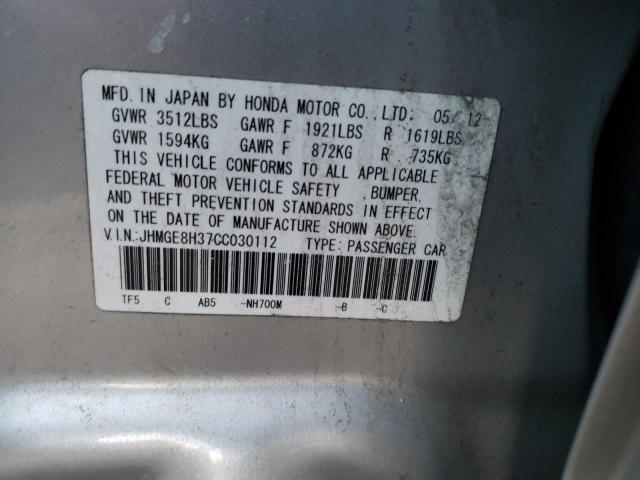 MFD. IN JAPAN BY HONDA MOTOR CO.,LTD: 05/12
GVWR 3512LBS GAWR F 1921LBS R 1619LBS
GVWR 1594KG GAWR F 872KG R 735KG
THIS VEHICLE CONFORMS TO ALL APPLICABLE
FEDERAL MOTOR VEHICLE SAFETY ,BUMPER,
AND THEFT PREVENTION STANDARDS IN EFFECT
ON THE DATE OF MANUFACTURE SHOWN ABOVE.
V.I.N.:JHMGE8H37CC030112 TYPE: PASSENGER CAR
TF5 C AB5 -NH700M -B -C